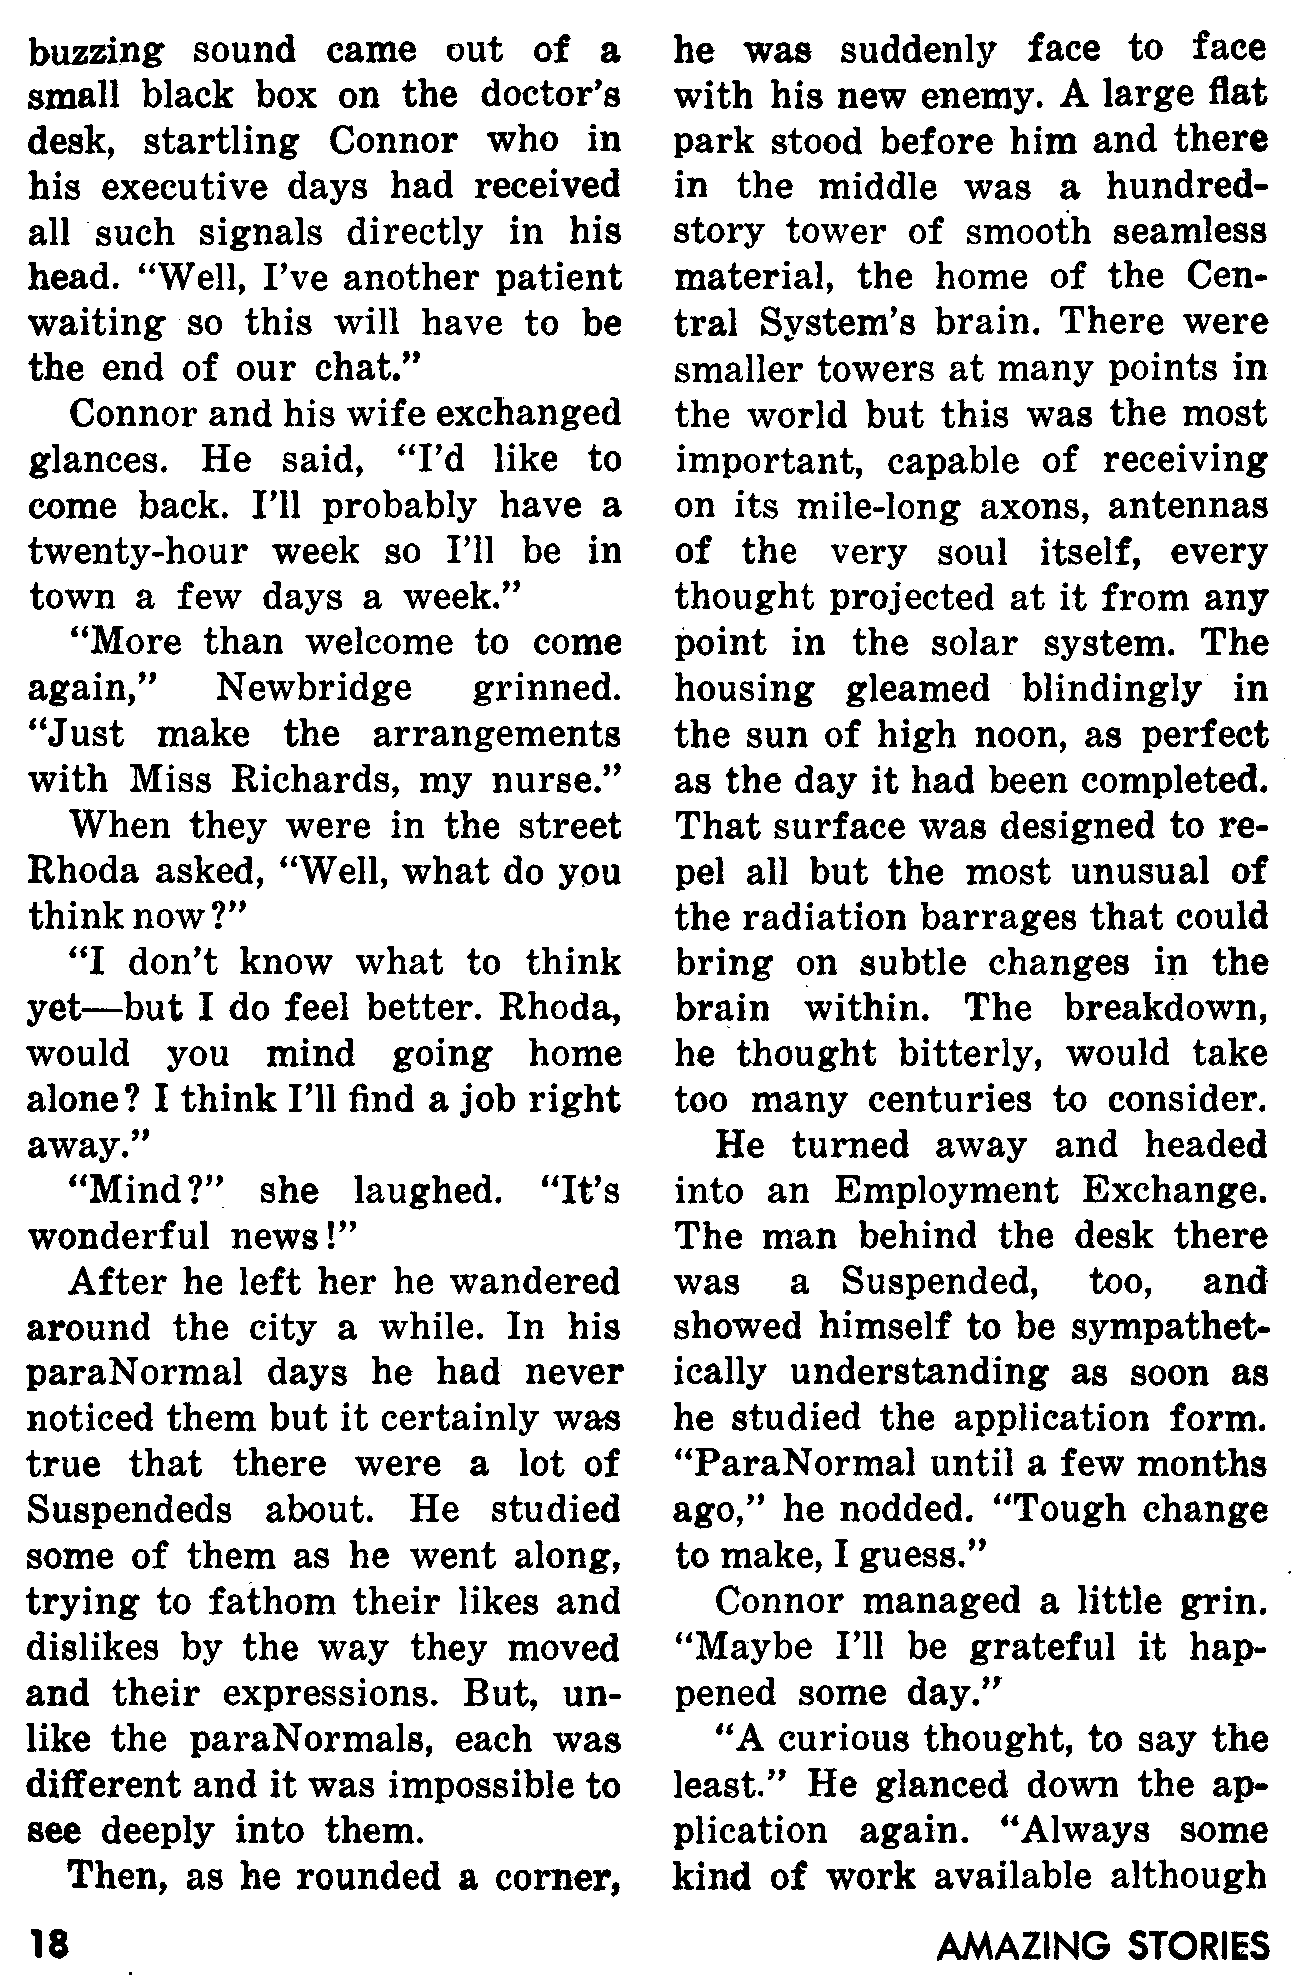 buzzing sound came out of a
small black box on the doctor's
desk, startling Connor who in
his executive days had received
all such signals directly in his
head. “Well, I've another patient
waiting so this will have to be
the end of our chat.”
Connor and his wife exchanged
glances. He said, “I'd like to
come back. I'll probably have a
twenty-hour week so I'll be in
town a few days a week.”
“More than welcome to come
again,” Newbridge grinned.
“Just make the arrangements
with Miss Richards, my nurse.”
When they were in the street
Rhoda asked, “Well, what do you
think now?”
“I don't know what to think
yet—but I do feel better. Rhoda,
would you mind going home
alone? I think I'll find a job right
away.”
“Mind?” she laughed. “It's
wonderful news!”
After he left her he wandered
around the city a while. In his
paraNormal days he had never
noticed them but it certainly was
true that there were a lot of
Suspendeds about. He studied
some of them as he went along,
trying to fathom their likes and
dislikes by the way they moved
and their expressions. But, un-
like the paraNormals, each was
different and it was impossible to
see deeply into them.
Then, as he rounded a corner,
he was suddenly face to face
with his new enemy. A large flat
park stood before him and there
in the middle was a hundred-
story tower of smooth seamless
material, the home of the Cen-
tral System's brain. There were
smaller towers at many points in
the world but this was the most
important, capable of receiving
on its mile-long axons, antennas
of the very soul itself, every
thought projected at it from any
point in the solar system. The
housing gleamed blindingly in
the sun of high noon, as perfect
as the day it had been completed.
That surface was designed to re-
pel all but the most unusual of
the radiation barrages that could
bring on subtle changes in the
brain within. The breakdown,
he thought bitterly, would take
too many centuries to consider.
He turned away and headed
into an Employment Exchange.
The man behind the desk there
was a Suspended, too, and
showed himself to be sympathet-
ically understanding as soon as
he studied the application form.
“ParaNormal until a few months
ago,” he nodded. “Tough change
to make, I guess.”
Connor managed a little grin.
“Maybe I'll be grateful it hap-
pened some day.”
“A curious thought, to say the
least.” He glanced down the ap-
plication again. “Always some
kind of work available although
18
AMAZING STORIES